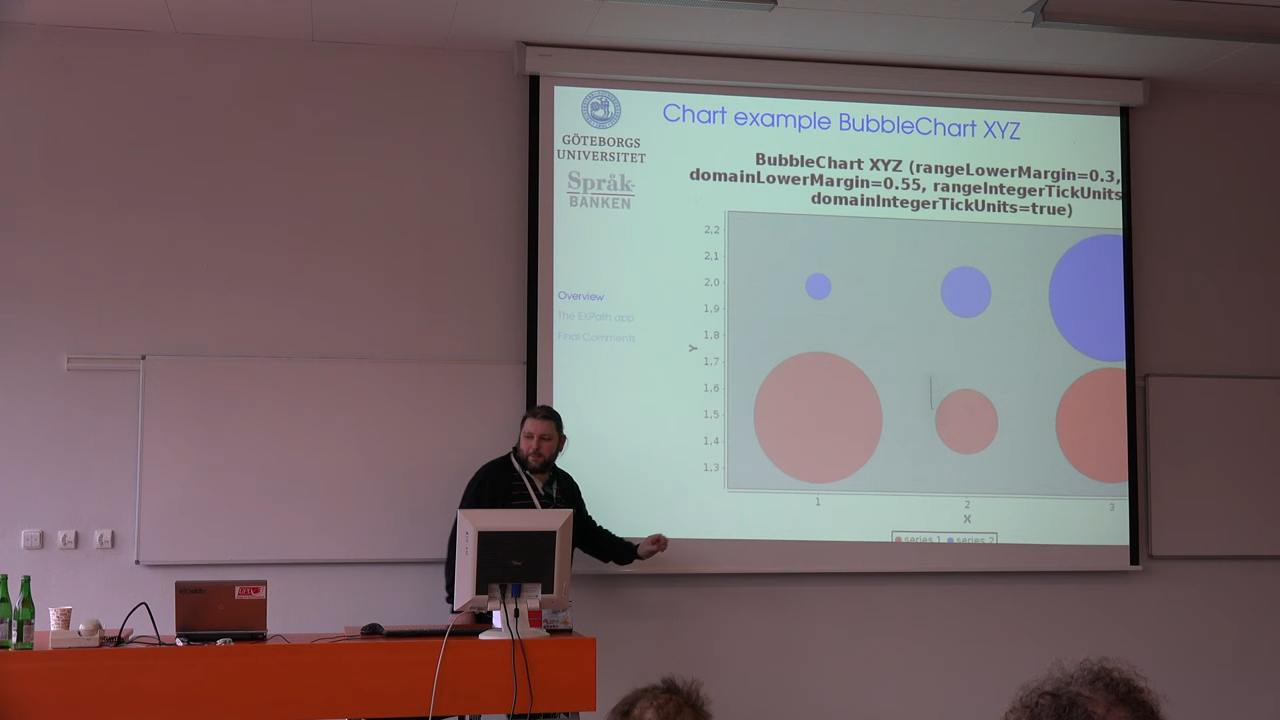 GÖTEBORGS
UNIVERSITET
Språk-
BANKEN
Overview
The EXPath app
Final Comments
Chart example BubbleChart XYZ
BubbleChart XYZ (rangeLowerMargin=0.3,
domainLowerMargin=0.55, rangeIntegerTickUnits
domainIntegerTickUnits=true)
2,2
2,1
2,0
1,9
1,8
1,7
1,6
1,5
1,4
1,3
Y
1
2
3
X
series 1 series 2